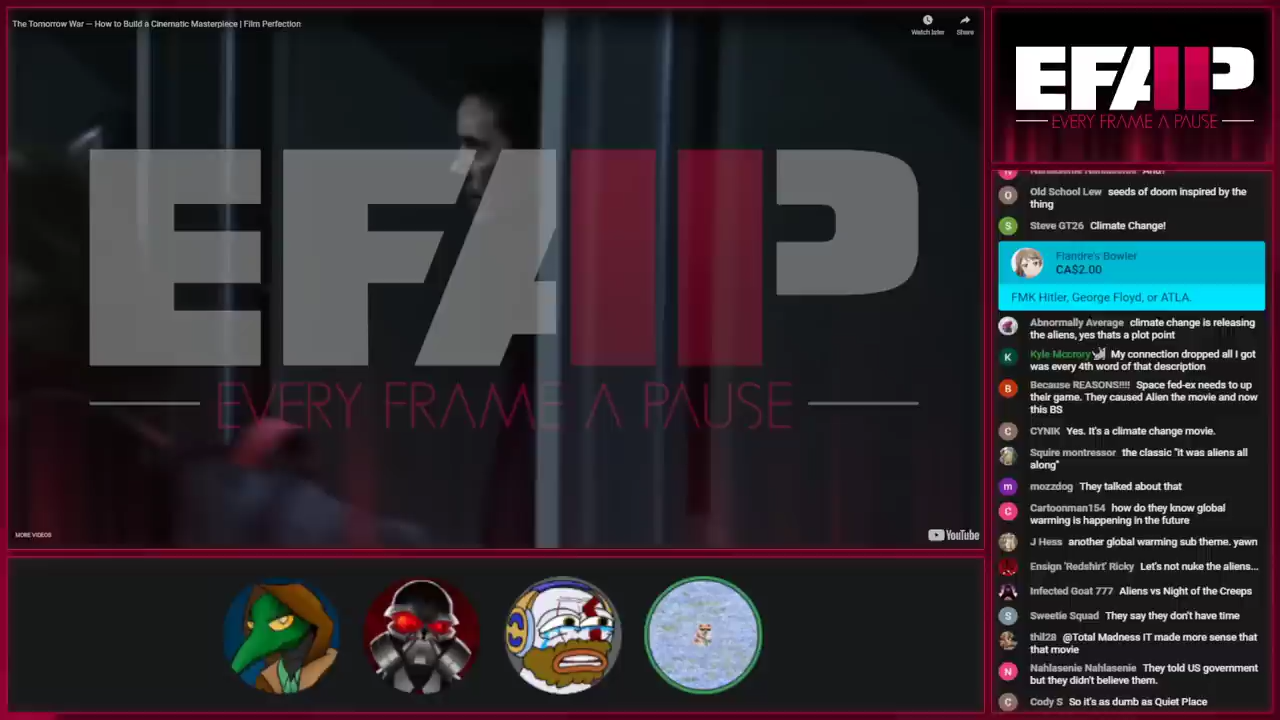 The Tomorrow War — How to Build a Cinematic Masterpiece | Film Perfection
Watch later
Share
EFAP
EVERY FRAME A PAUSE
MORE VIDEOS
YouTube
EFAP
EVERY FRAME A PAUSE
Old School Lew seeds of doom inspired by the
thing
Steve GT26 Climate Change!
Flandre's Bowler
CA$2.00
FMK Hitler, George Floyd, or ATLA.
Abnormally Average climate change is releasing
the aliens, yes thats a plot point
Kyle Mccrory My connection dropped all I got
was every 4th word of that description
Because REASONS!!!! Space fed-ex needs to up
their game. They caused Alien the movie and now
this BS
CYNIK Yes. It's a climate change movie.
Squire montressor the classic "it was aliens all
along"
mozzdog They talked about that
Cartoonman154 how do they know global
warming is happening in the future
J Hess another global warming sub theme. yawn
Ensign 'Redshirt' Ricky Let's not nuke the aliens...
Infected Goat 777 Aliens vs Night of the Creeps
Sweetie Squad They say they don't have time
thil28 @Total Madness IT made more sense that
that movie
Nahlasenie Nahlasenie They told US government
but they didn't believe them.
Cody S So it's as dumb as Quiet Place